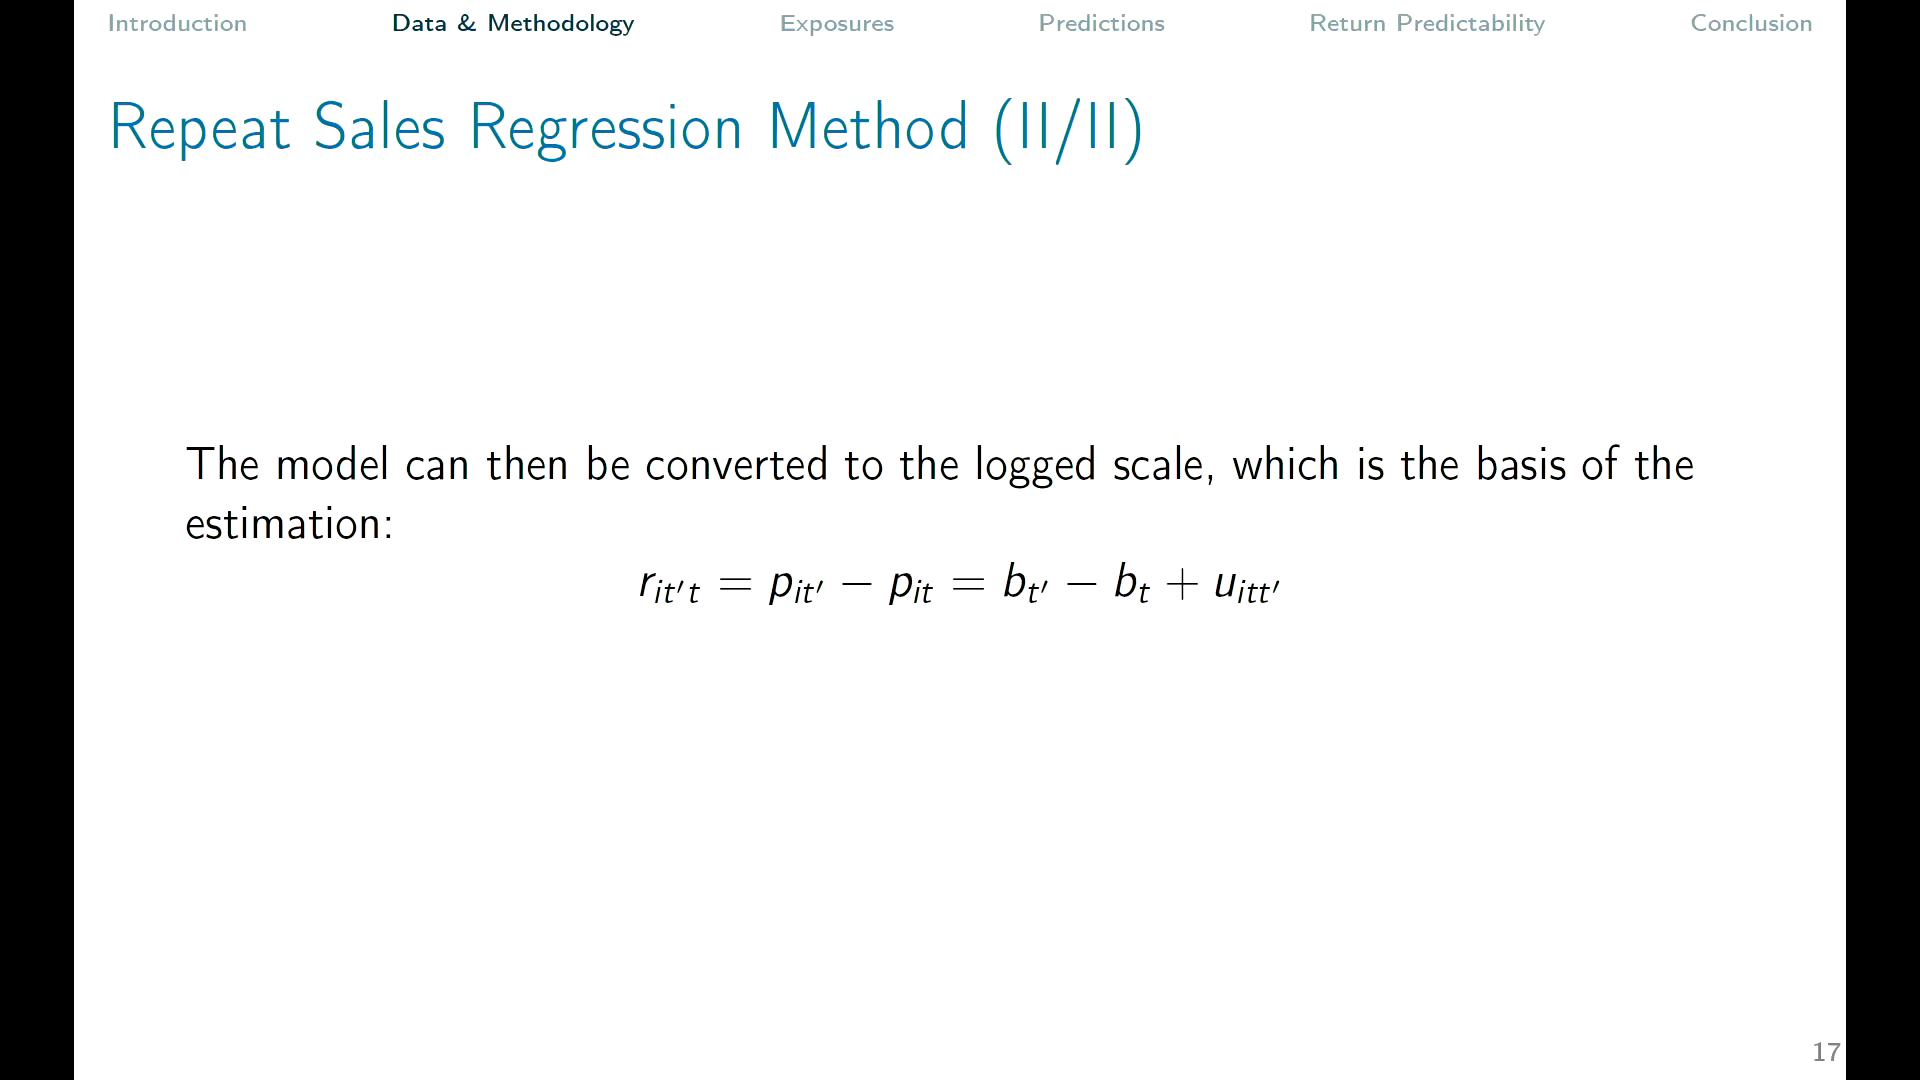 Introduction Data & Methodology Exposures Predictions Return Predictability Conclusion
Repeat Sales Regression Method (II/II)
The model can then be converted to the logged scale, which is the basis of the
estimation:
r_{it′t} = p_{it′} − p_{it} = b_{t′} − b_t + u_{itt′}
17